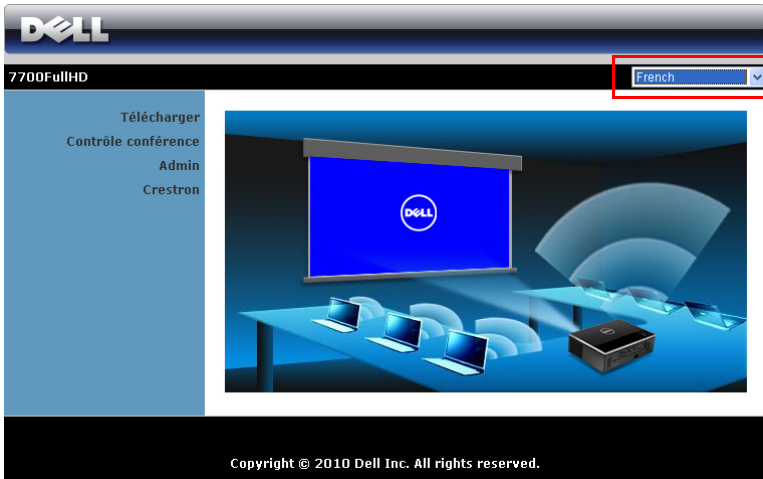 DELL
7700FullHD
French
Télécharger
Contrôle conférence
Admin
Crestron
DELL
Copyright © 2010 Dell Inc. All rights reserved.